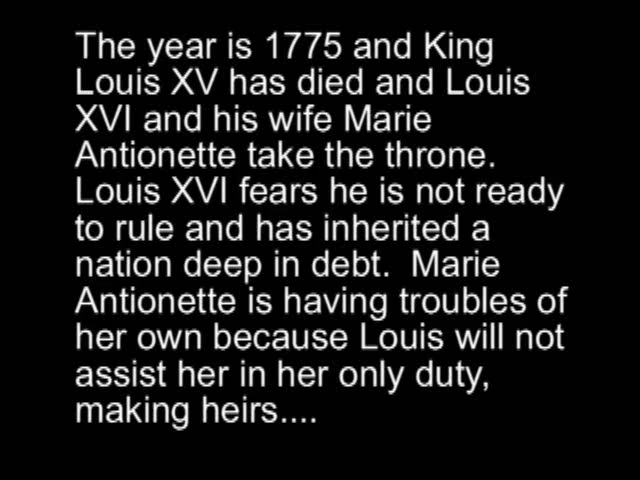 The year is 1775 and King
Louis XV has died and Louis
XVI and his wife Marie
Antionette take the throne.
Louis XVI fears he is not ready
to rule and has inherited a
nation deep in debt.  Marie
Antionette is having troubles of
her own because Louis will not
assist her in her only duty,
making heirs....